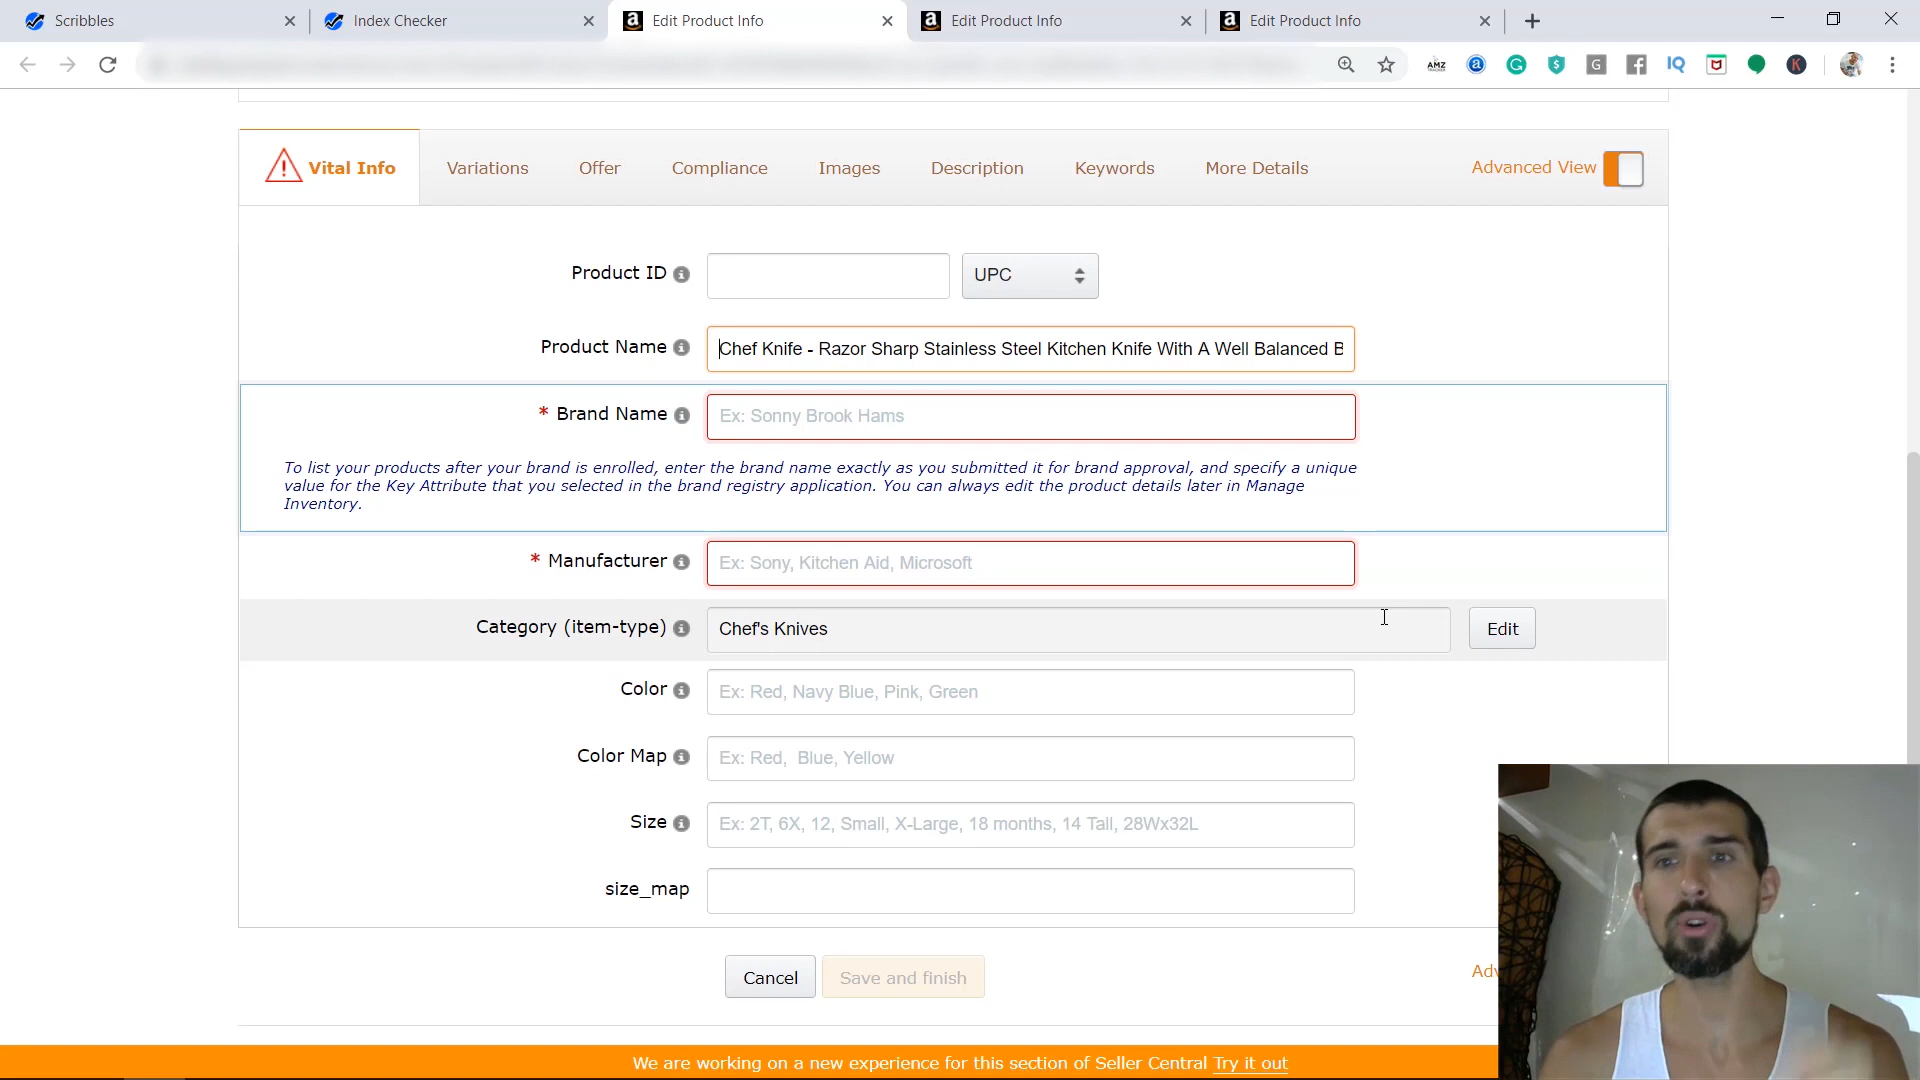 Scribbles
Index Checker
Edit Product Info
Edit Product Info
Edit Product Info
AMZ
IQ
K
Vital Info
Variations
Offer
Compliance
Images
Description
Keywords
More Details
Advanced View
Product ID
UPC
Product Name
Chef Knife - Razor Sharp Stainless Steel Kitchen Knife With A Well Balanced B
* Brand Name
Ex: Sonny Brook Hams
To list your products after your brand is enrolled, enter the brand name exactly as you submitted it for brand approval, and specify a unique
value for the Key Attribute that you selected in the brand registry application. You can always edit the product details later in Manage
Inventory.
* Manufacturer
Ex: Sony, Kitchen Aid, Microsoft
Category (item-type)
Chef's Knives
Edit
Color
Ex: Red, Navy Blue, Pink, Green
Color Map
Ex: Red, Blue, Yellow
Size
Ex: 2T, 6X, 12, Small, X-Large, 18 months, 14 Tall, 28Wx32L
size_map
Cancel
Save and finish
Adv
We are working on a new experience for this section of Seller Central Try it out